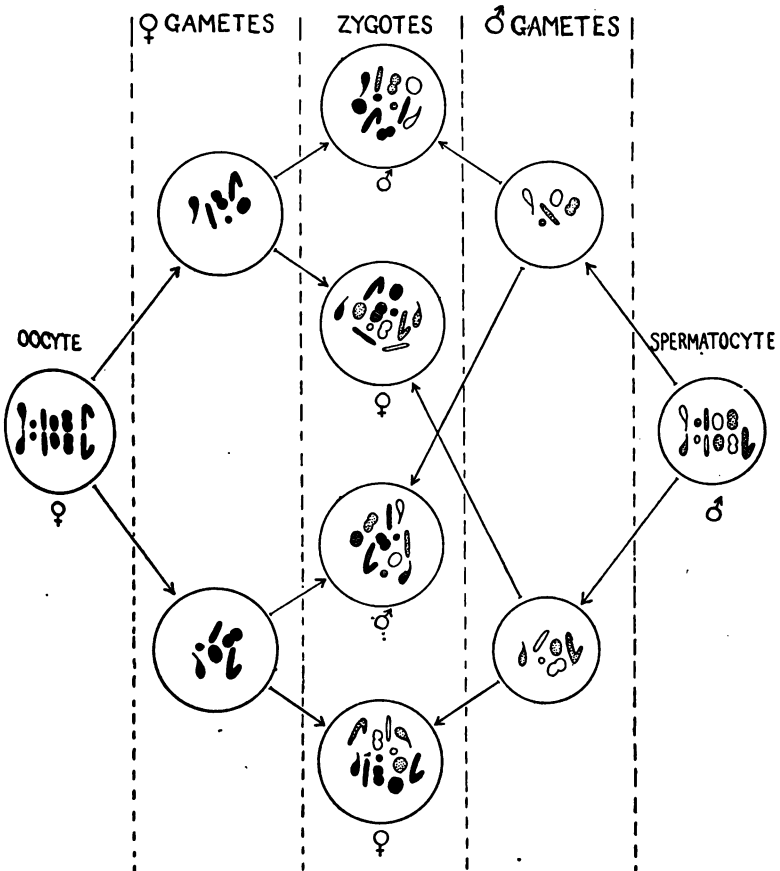 ♀ GAMETES
ZYGOTES
♂ GAMETES
♂
OOCYTE
♀
SPERMATOCYTE
♀
♂
♂
♀